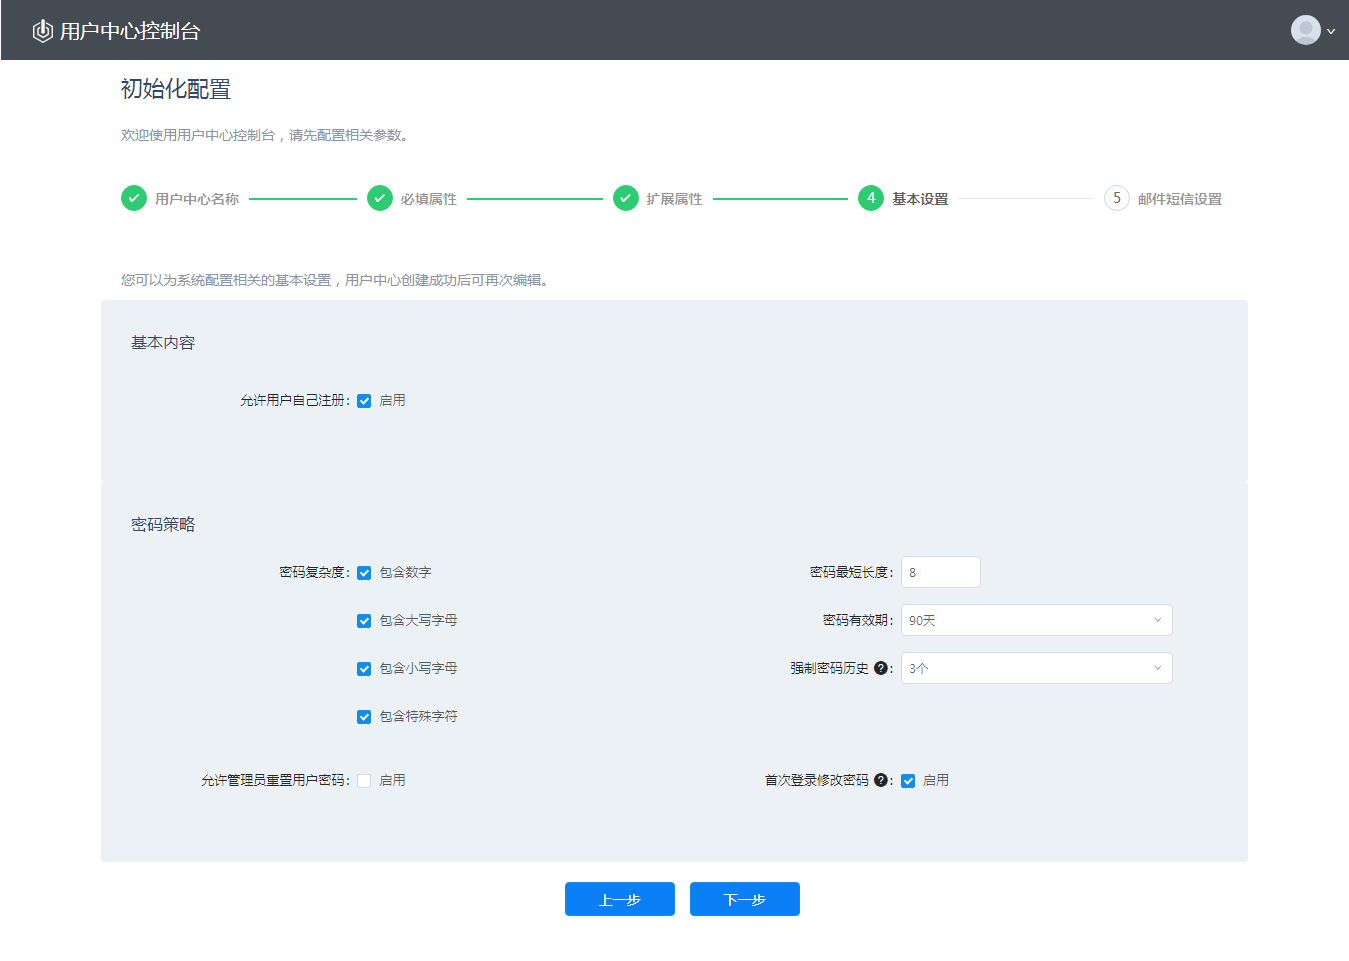 用户中心控制台
初始化配置
欢迎使用用户中心控制台，请先配置相关参数。
用户中心名称 必填属性 扩展属性 4 基本设置 5 邮件短信设置
您可以为系统配置相关的基本设置，用户中心创建成功后可再次编辑。
基本内容
允许用户自己注册： 启用
密码策略
密码复杂度： 包含数字 密码最短长度： 8
包含大写字母 密码有效期： 90天
包含小写字母 强制密码历史 ?： 3个
包含特殊字符
允许管理员重置用户密码： 启用 首次登录修改密码 ?： 启用
上一步 下一步